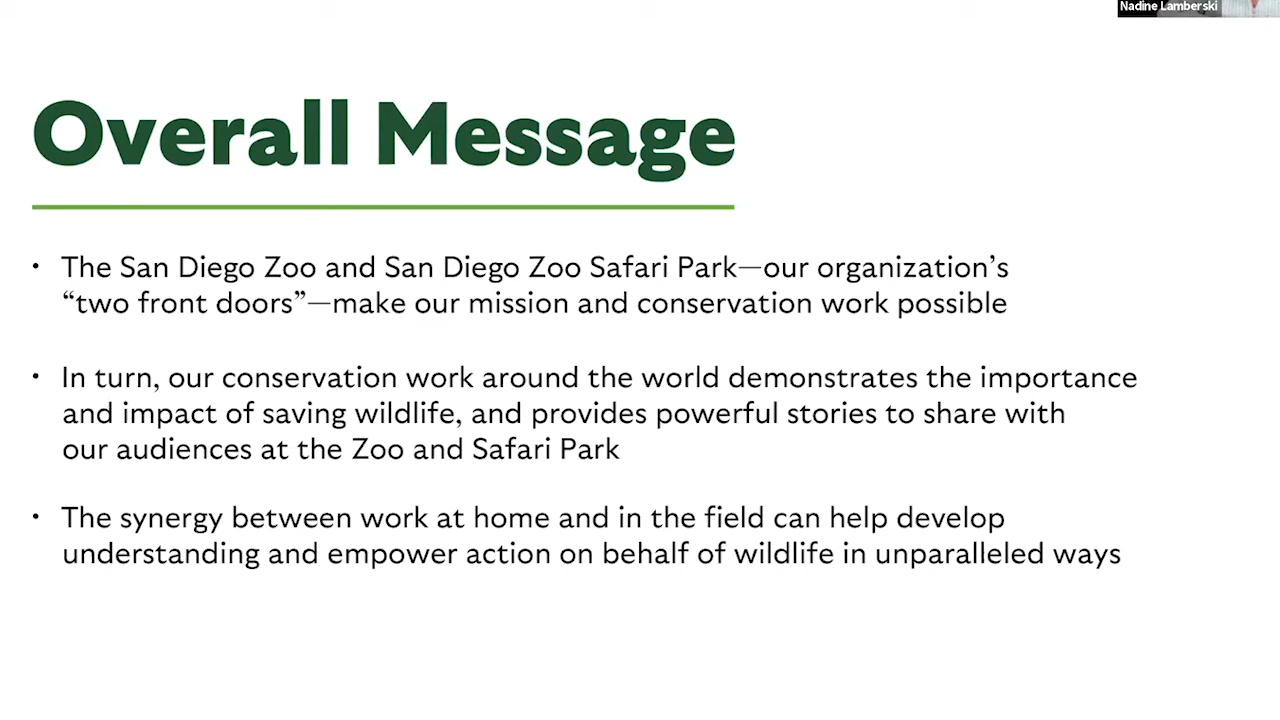 Nadine Lamberski
Overall Message
• The San Diego Zoo and San Diego Zoo Safari Park—our organization’s
“two front doors”—make our mission and conservation work possible
• In turn, our conservation work around the world demonstrates the importance
and impact of saving wildlife, and provides powerful stories to share with
our audiences at the Zoo and Safari Park
• The synergy between work at home and in the field can help develop
understanding and empower action on behalf of wildlife in unparalleled ways